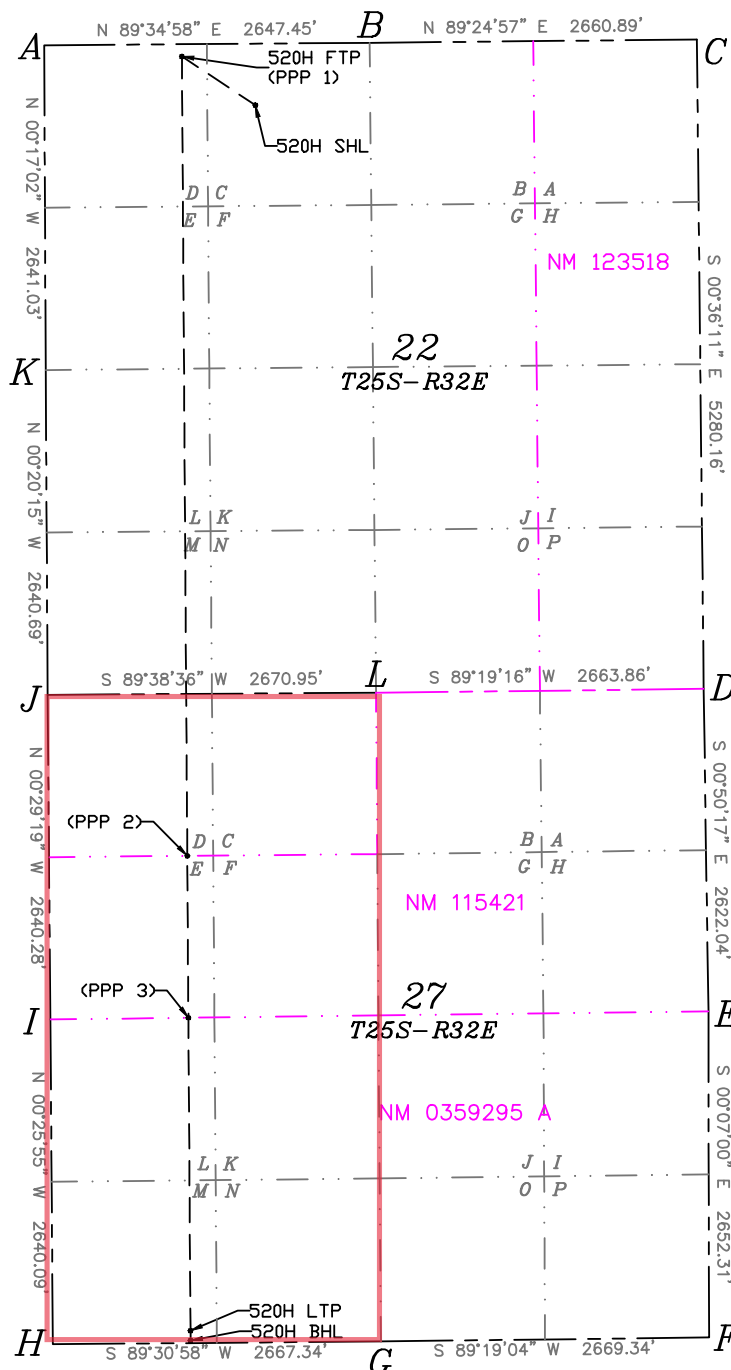 A
N 89°34'58" E 2647.45'
B
N 89°24'57" E 2660.89'
C
520H FTP
(PPP 1)
520H SHL
N 00°17'02" W 2641.03'
D C
E F
B A
G H
NM 123518
S 00°36'11" E 5280.16'
22
T25S-R32E
K
N 00°20'15" W 2640.69'
L K
M N
J I
O P
S 89°38'36" W 2670.95'
S 89°19'16" W 2663.86'
J
L
D
N 00°29'19" W 2640.28'
S 00°50'17" E 2622.04'
(PPP 2)
D C
E F
B A
G H
NM 115421
(PPP 3)
27
T25S-R32E
I
E
NM 0359295 A
N 00°25'55" W 2640.09'
S 00°07'00" E 2652.31'
L K
M N
J I
O P
520H LTP
520H BHL
H
S 89°30'58" W 2667.34'
G
S 89°19'04" W 2669.34'
F